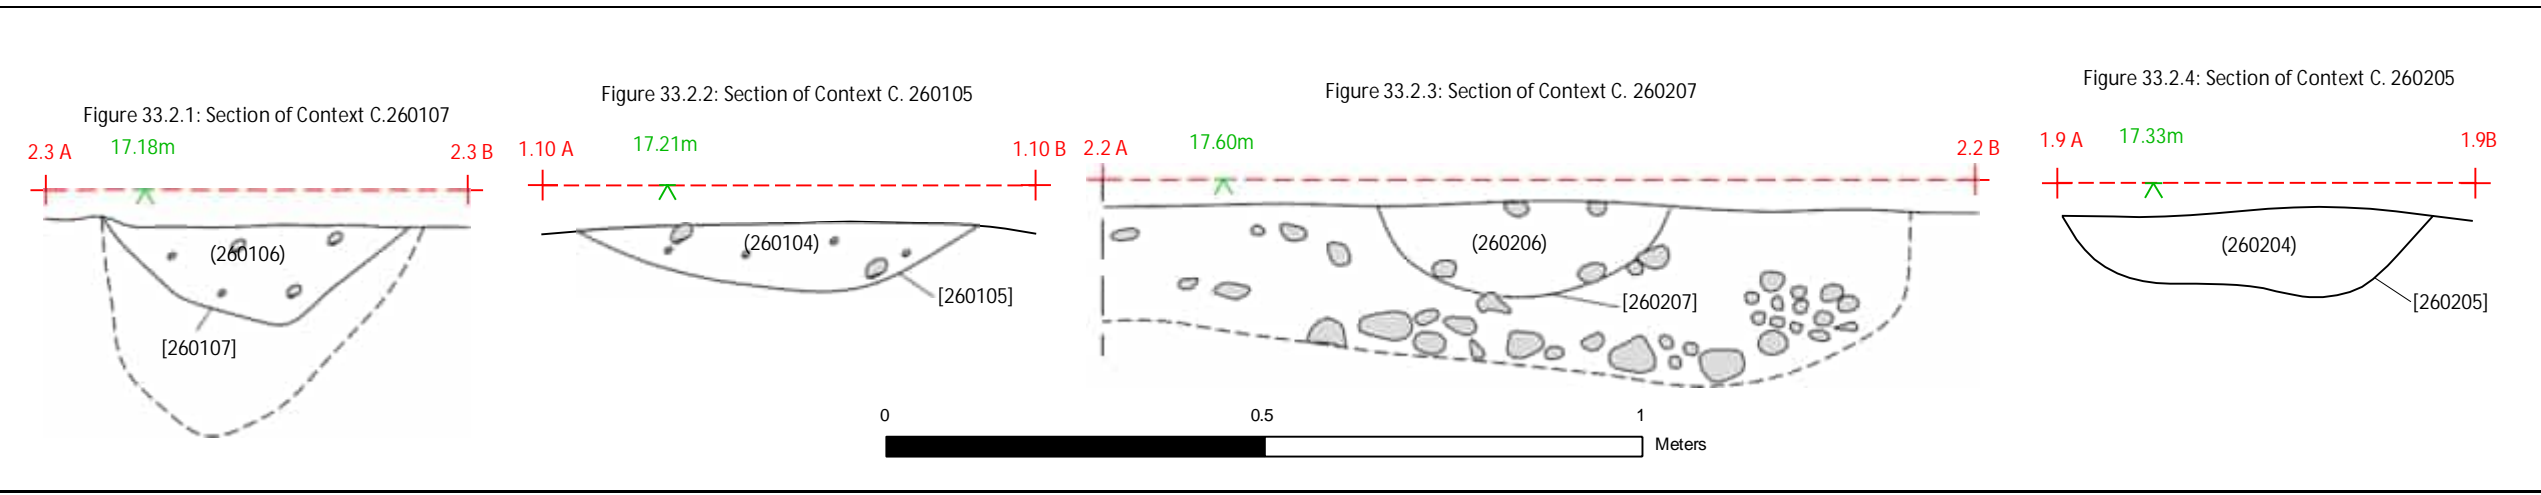 Figure 33.2.1: Section of Context C.260107
2.3 A 17.18m 2.3 B
(260106)
[260107]
Figure 33.2.2: Section of Context C. 260105
1.10 A 17.21m 1.10 B
(260104)
[260105]
Figure 33.2.3: Section of Context C. 260207
2.2 A 17.60m 2.2 B
(260206)
[260207]
Figure 33.2.4: Section of Context C. 260205
1.9 A 17.33m 1.9B
(260204)
[260205]
0 0.5 1
Meters